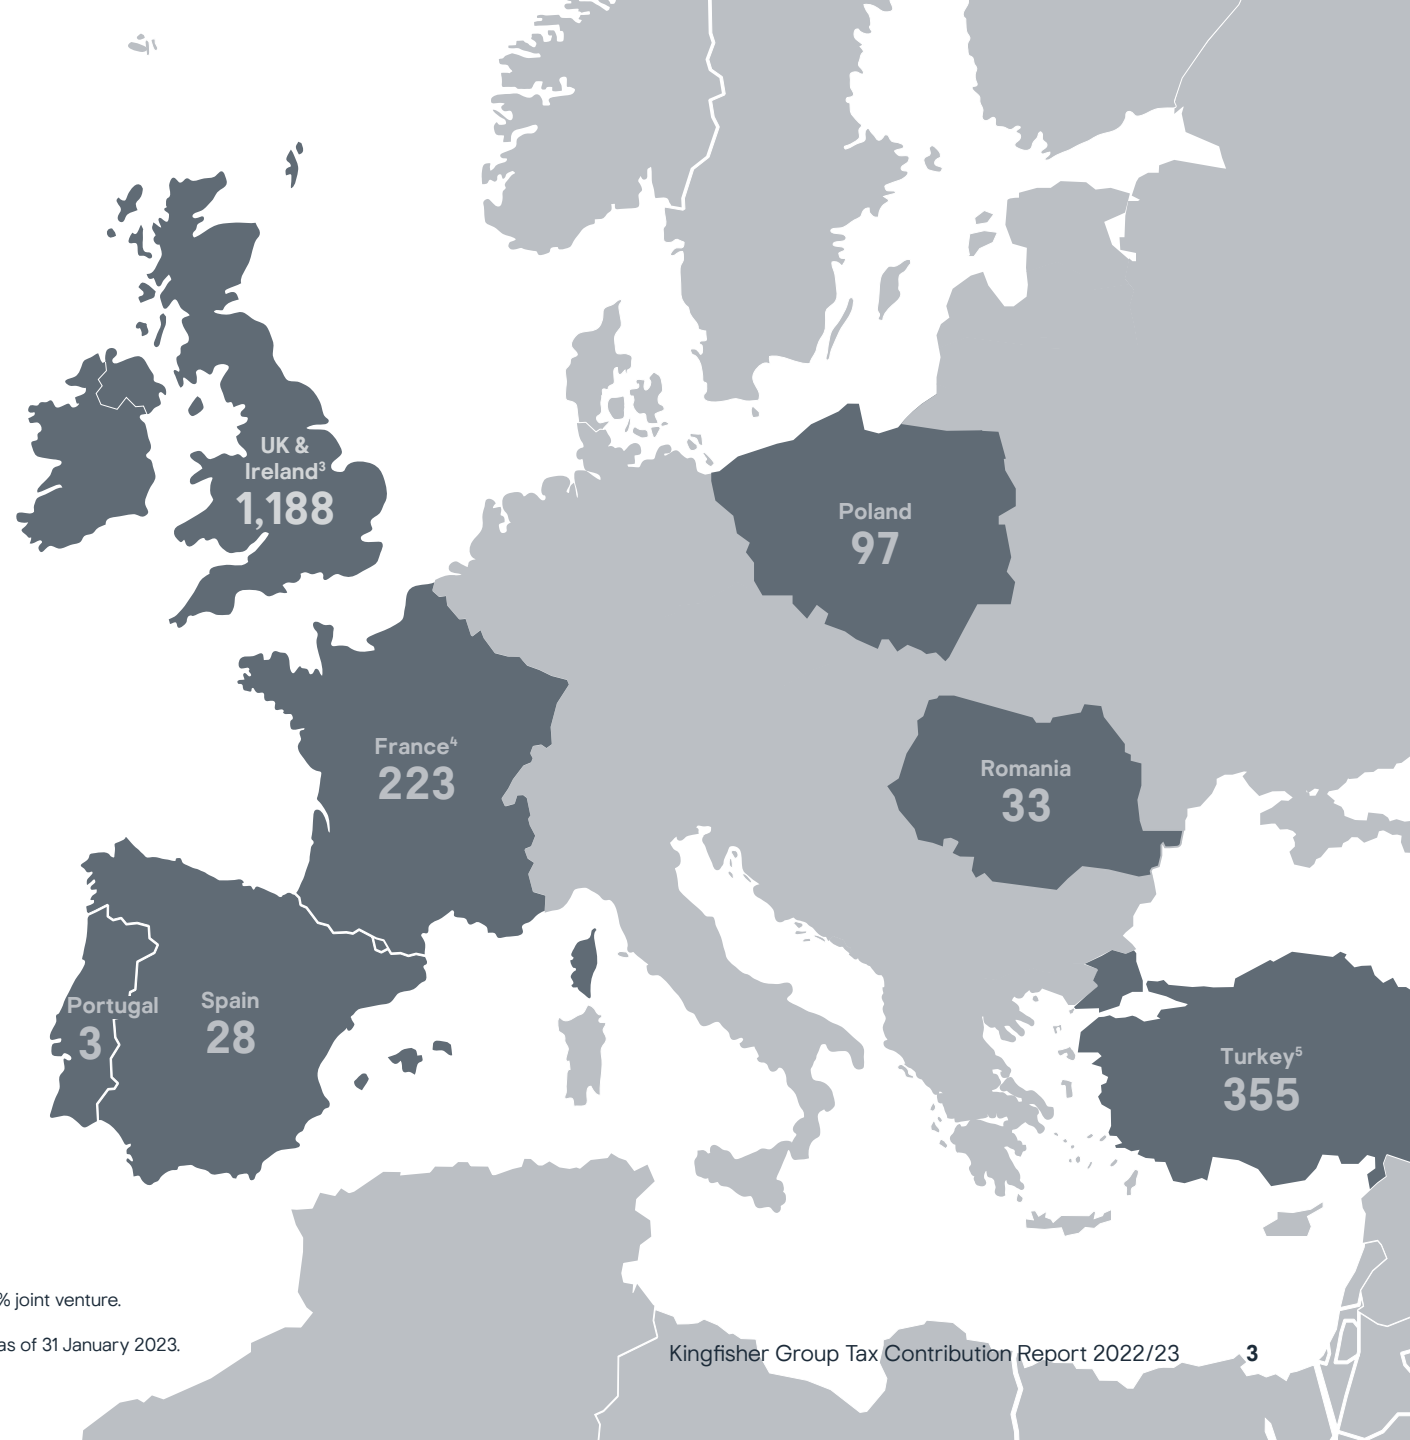 UK &
Ireland³
1,188
Poland
97
France⁴
223
Romania
33
Portugal
3
Spain
28
Turkey⁵
355
% joint venture.
as of 31 January 2023.
Kingfisher Group Tax Contribution Report 2022/23 3